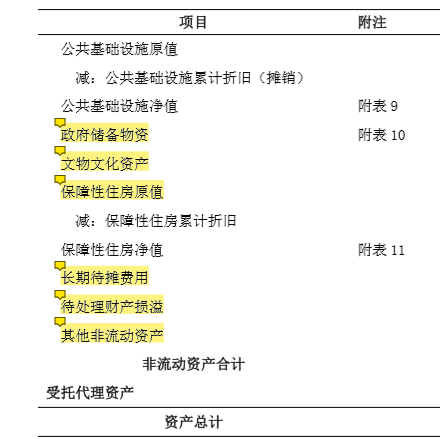 项目 附注
公共基础设施原值
减：公共基础设施累计折旧（摊销）
公共基础设施净值 附表 9
政府储备物资 附表 10
文物文化资产
保障性住房原值
减：保障性住房累计折旧
保障性住房净值 附表 11
长期待摊费用
待处理财产损溢
其他非流动资产
非流动资产合计
受托代理资产
资产总计